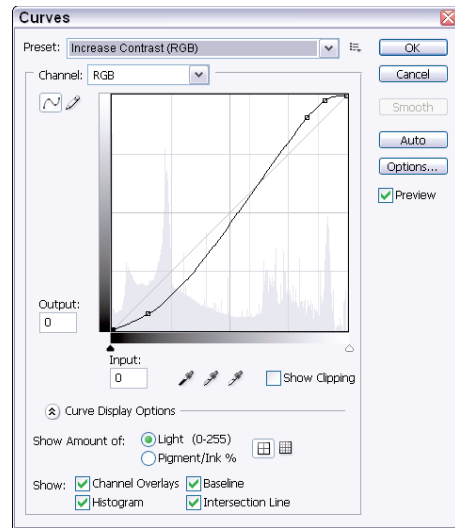 Curves
Preset: Increase Contrast (RGB)
OK
Channel: RGB
Cancel
Smooth
Auto
Options...
Preview
Output:
0
Input:
0
Show Clipping
Curve Display Options
Show Amount of: Light (0-255)
Pigment/Ink %
Show: Channel Overlays Baseline
Histogram Intersection Line